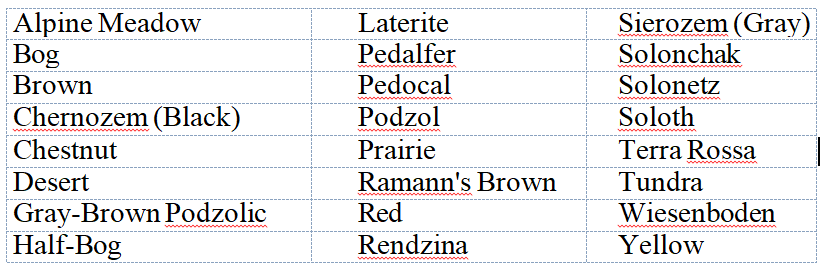 Alpine Meadow Laterite Sierozem (Gray)
Bog Pedalfer Solonchak
Brown Pedocal Solonetz
Chernozem (Black) Podzol Soloth
Chestnut Prairie Terra Rossa
Desert Ramann's Brown Tundra
Gray-Brown Podzolic Red Wiesenboden
Half-Bog Rendzina Yellow